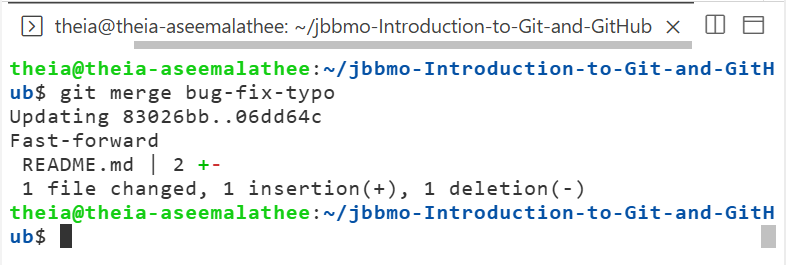 theia@theia-aseemalathee: ~/jbbmo-Introduction-to-Git-and-GitHub
theia@theia-aseemalathee:~/jbbmo-Introduction-to-Git-and-GitH
ub$ git merge bug-fix-typo
Updating 83026bb..06dd64c
Fast-forward
 README.md | 2 +-
 1 file changed, 1 insertion(+), 1 deletion(-)
theia@theia-aseemalathee:~/jbbmo-Introduction-to-Git-and-GitH
ub$